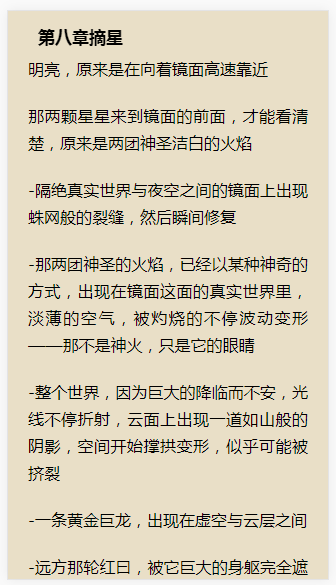 第八章摘星
明亮，原来是在向着镜面高速靠近
那两颗星星来到镜面的前面，才能看清
楚，原来是两团神圣洁白的火焰
-隔绝真实世界与夜空之间的镜面上出现
蛛网般的裂缝，然后瞬间修复
-那两团神圣的火焰，已经以某种神奇的
方式，出现在镜面这面的真实世界里，
淡薄的空气，被灼烧的不停波动变形
——那不是神火，只是它的眼睛
-整个世界，因为巨大的降临而不安，光
线不停折射，云面上出现一道如山般的
阴影，空间开始撑拱变形，似乎可能被
挤裂
-一条黄金巨龙，出现在虚空与云层之间
-远方那轮红曰，被它巨大的身躯完全遮